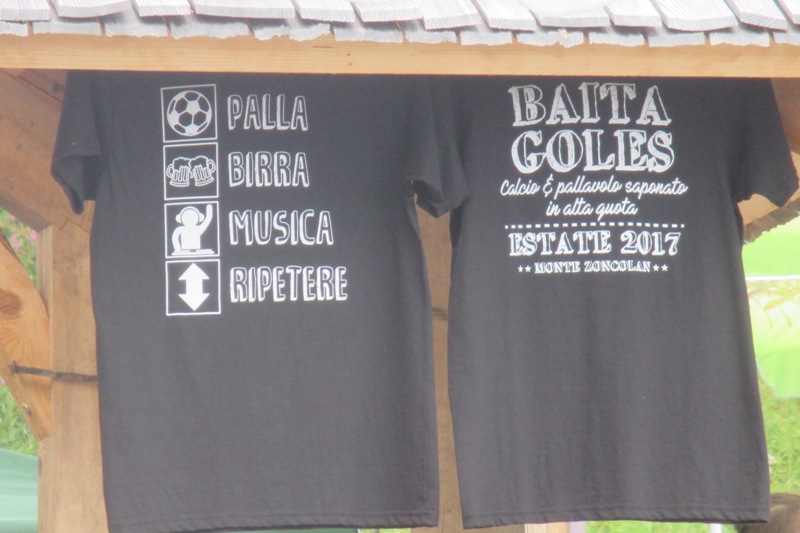 PALLA
BIRRA
MUSICA
RIPETERE
BAITA
GOLES
Calcio & pallavolo saponato
in alta quota
ESTATE 2017
★★ MONTE ZONCOLAN ★★